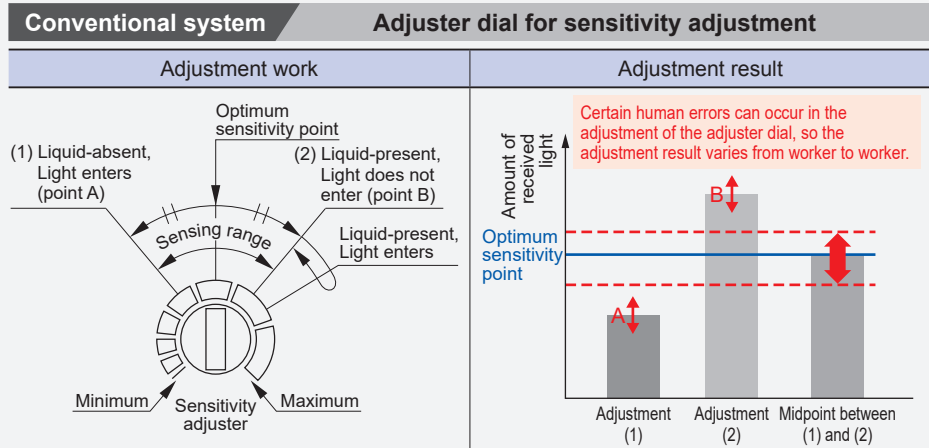 Conventional system
Adjuster dial for sensitivity adjustment
Adjustment work
Adjustment result
Optimum
sensitivity point
(1) Liquid-absent,
Light enters
(point A)
(2) Liquid-present,
Light does not
enter (point B)
Sensing range
Liquid-present,
Light enters
Minimum
Sensitivity
adjuster
Maximum
Certain human errors can occur in the
adjustment of the adjuster dial, so the
adjustment result varies from worker to worker.
Amount of
received
light
B
Optimum
sensitivity
point
A
Adjustment
(1)
Adjustment
(2)
Midpoint between
(1) and (2)